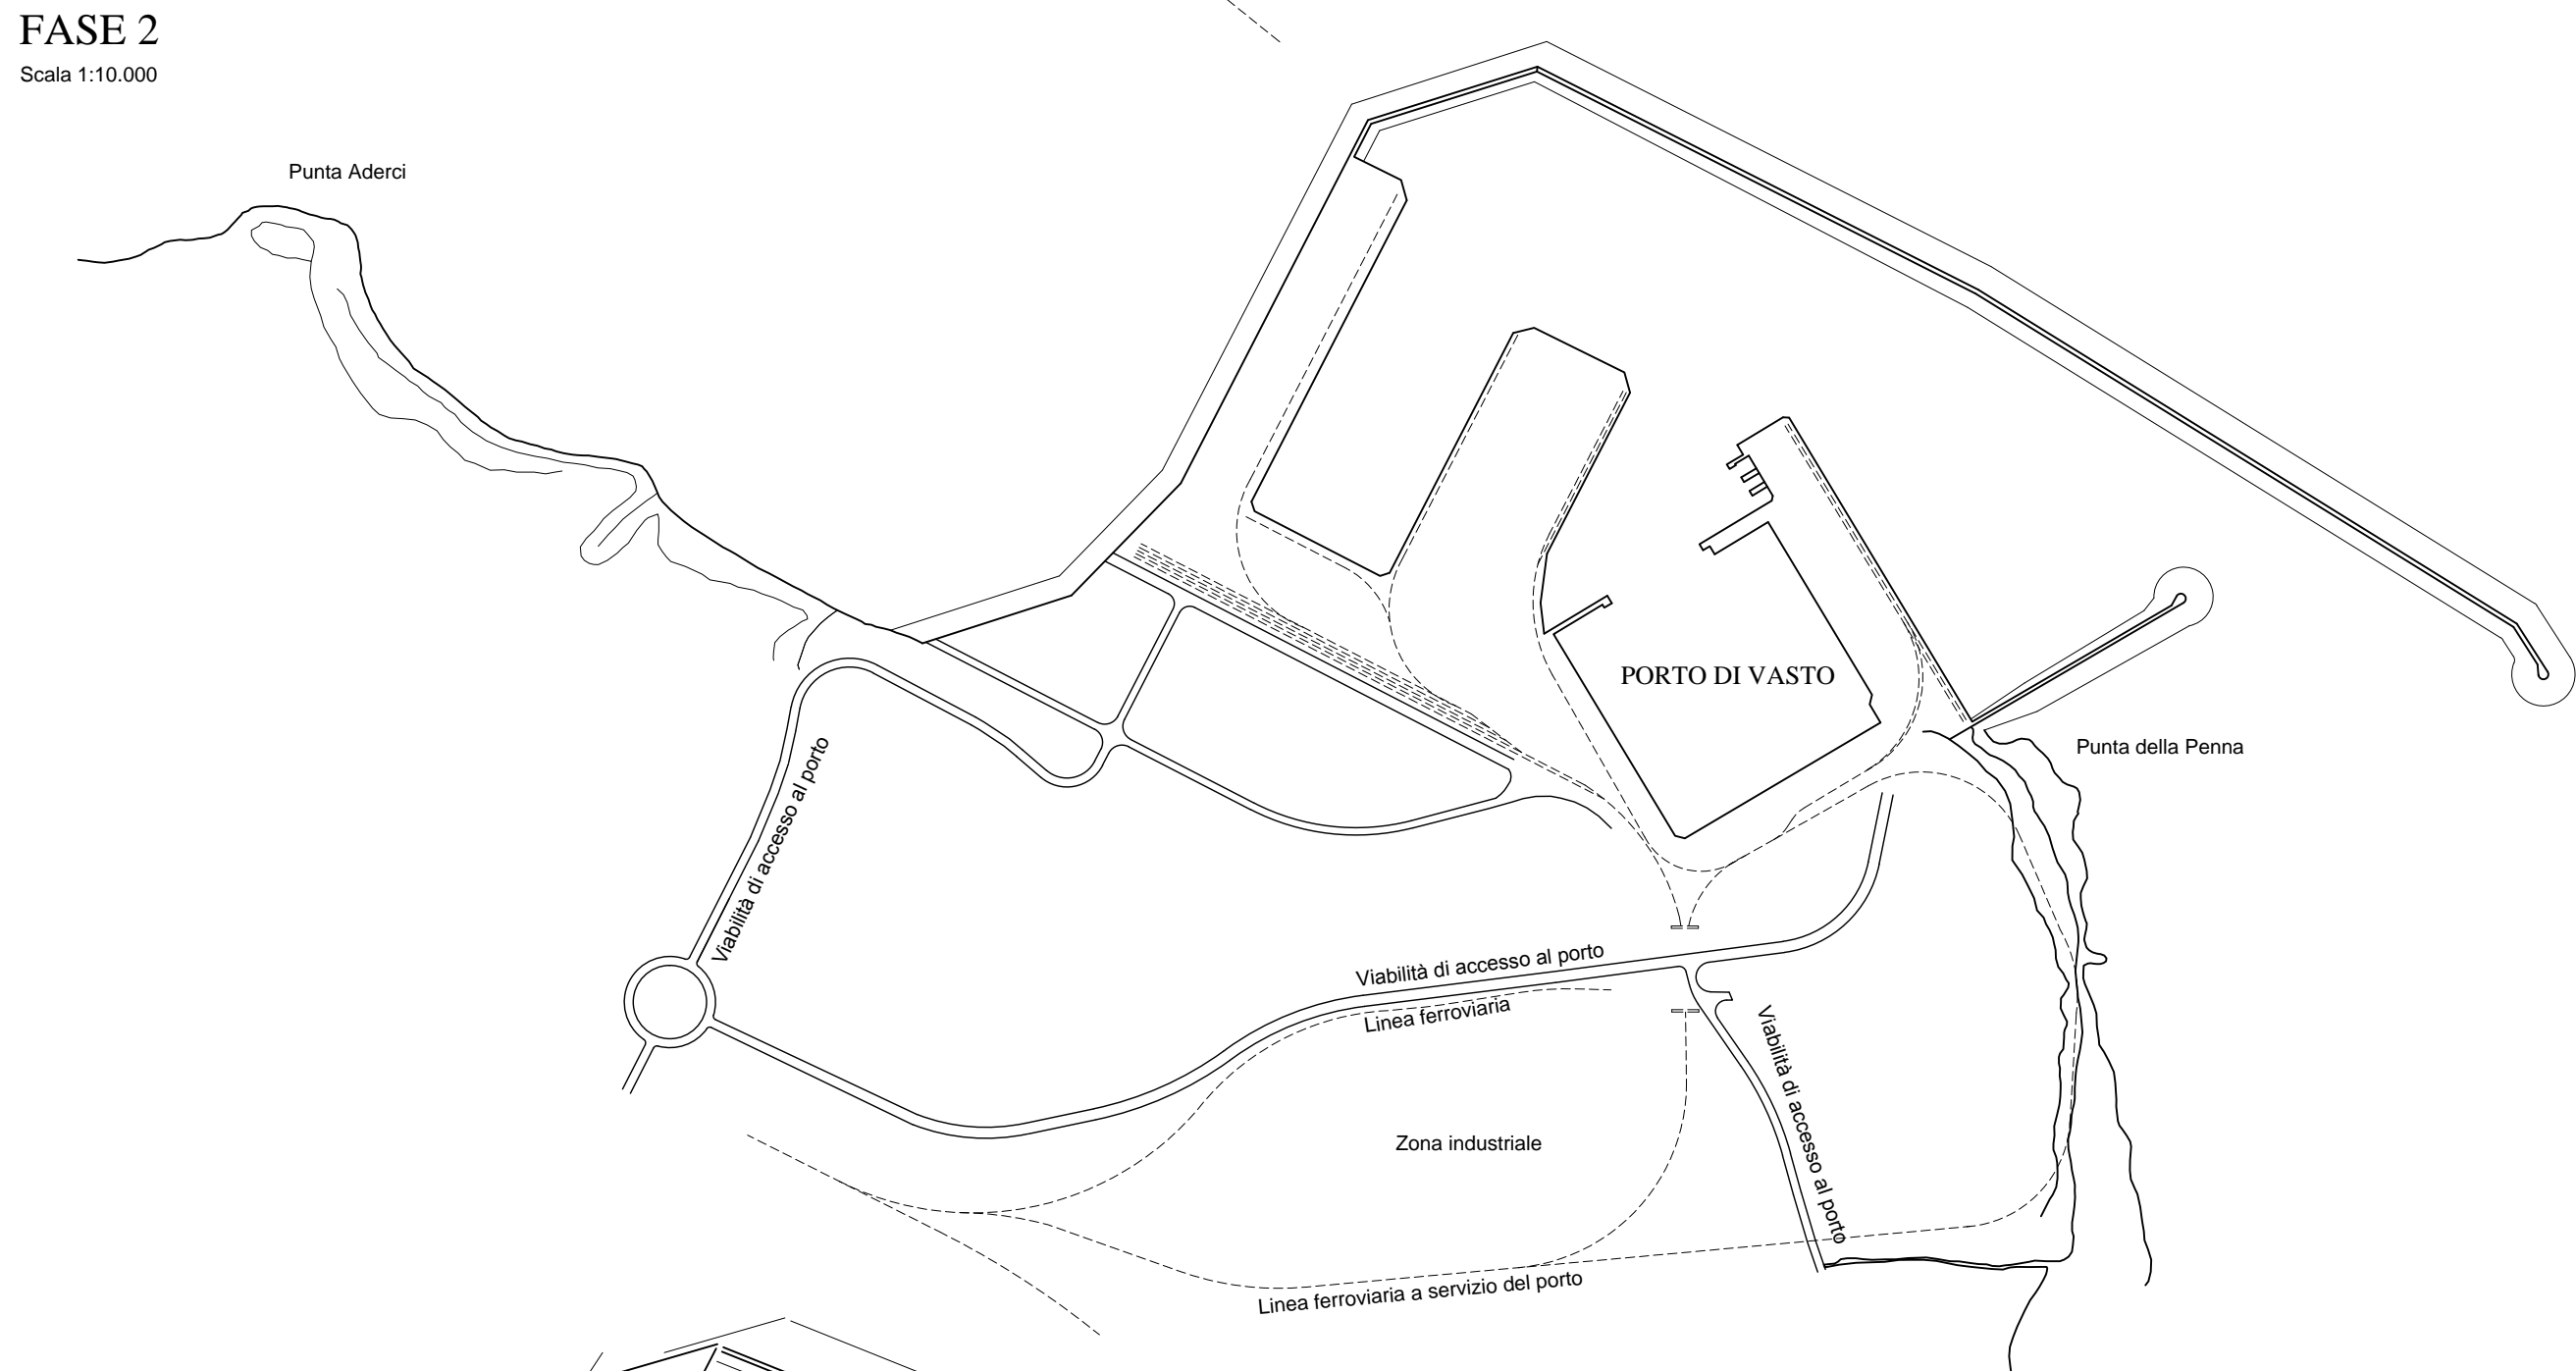 FASE 2
Scala 1:10.000
Punta Aderci
PORTO DI VASTO
Punta della Penna
Viabilità di accesso al porto
Viabilità di accesso al porto
Linea ferroviaria
Viabilità di accesso al porto
Zona industriale
Linea ferroviaria a servizio del porto